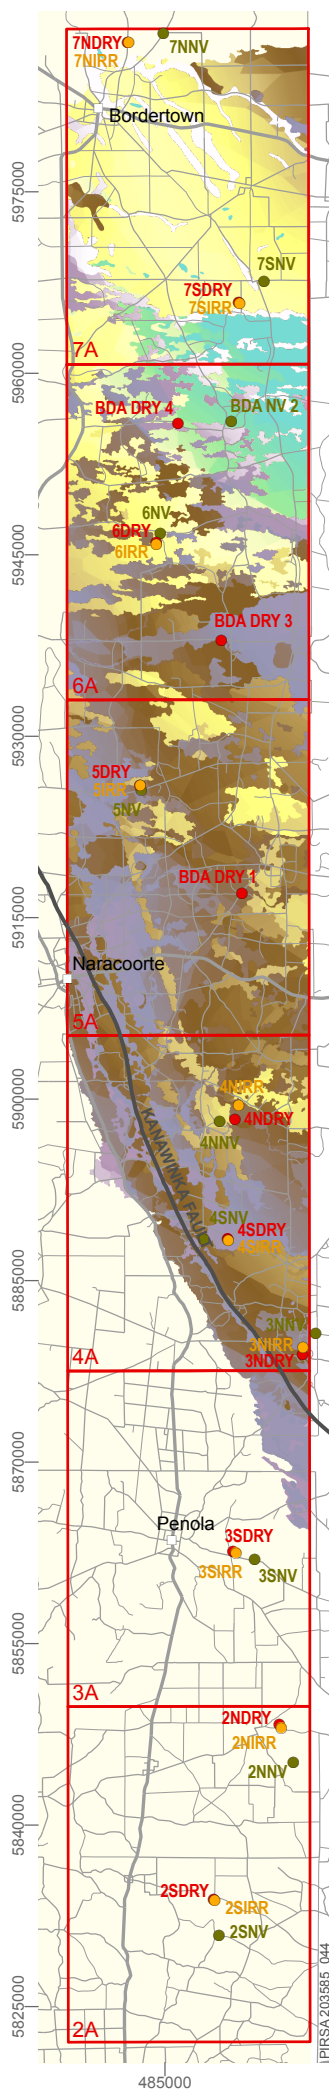 7NDRY
7NIRR
7NNV
Bordertown
5975000
7SNV
7SDRY
7SIRR
7A
5960000
BDA DRY 4
BDA NV 2
6NV
6DRY
6IRR
5945000
BDA DRY 3
6A
5930000
5DRY
5IRR
5NV
BDA DRY 1
5915000
Naracoorte
5A
4NIRR
5900000
4NDRY
4NNV
KANAWINKA FAULT
4SNV
4SDRY
4SIRR
5885000
3NNV
3NIRR
3NDRY
4A
5870000
Penola
3SDRY
3SIRR
3SNV
5855000
3A
2NDRY
2NIRR
2NNV
5840000
2SDRY
2SIRR
2SNV
5825000
2A
PIRSA 203585_044
485000